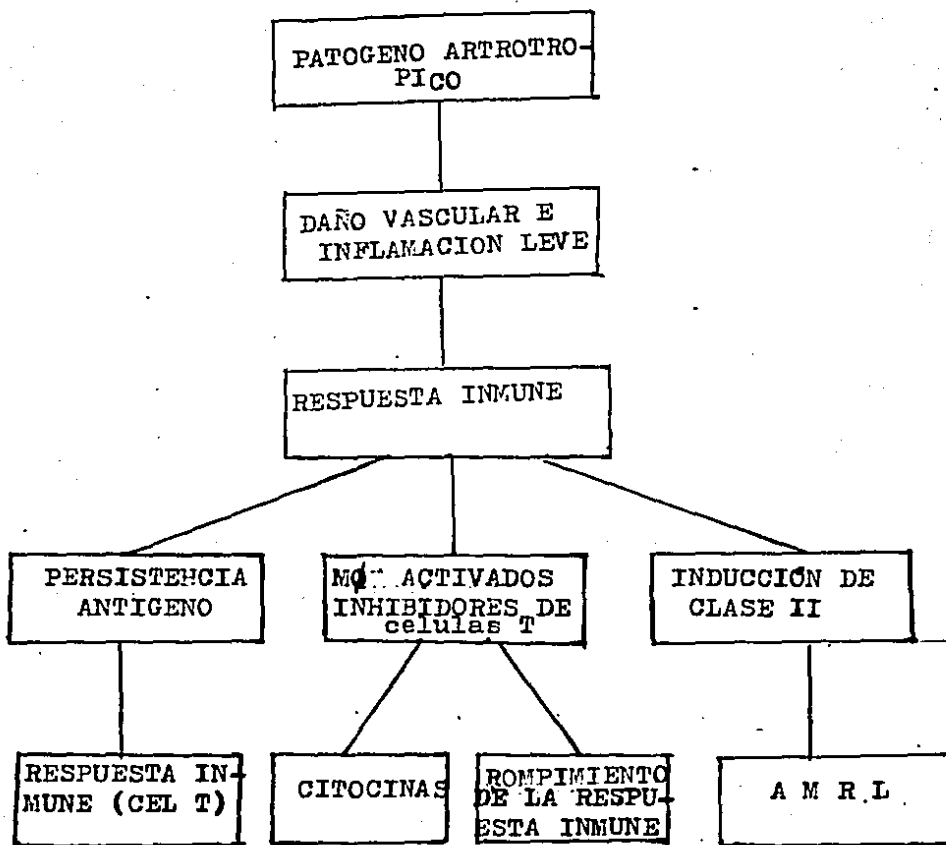 PATOGENO ARTROTRO-
PICO
DAÑO VASCULAR E
INFLAMACION LEVE
RESPUESTA INMUNE
PERSISTENCIA
ANTIGENO
Mϕ ACTIVADOS
INHIBIDORES DE
celulas T
INDUCCIÓN DE
CLASE II
RESPUESTA IN-
MUNE (CEL T)
CITOCINAS
ROMPIMIENTO
DE LA RESPU-
ESTA INMUNE
A M R L